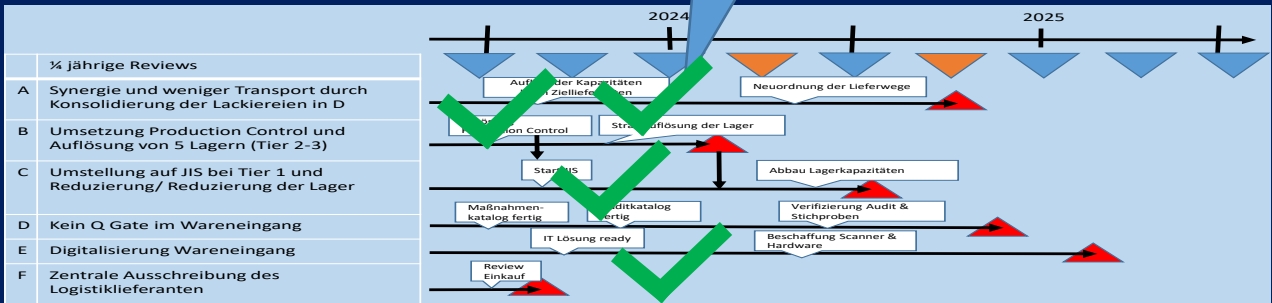 2024
2025
¼ jährige Reviews
A
Synergie und weniger Transport durch
Konsolidierung der Lackiereien in D
Kapazitäten
Neuordnung der Lieferwege
B
Umsetzung Production Control und
Auflösung von 5 Lagern (Tier 2-3)
Control
der Lager
C
Umstellung auf JIS bei Tier 1 und
Reduzierung/ Reduzierung der Lager
Abbau Lagerkapazitäten
Maßnahmen-
katalog fertig
Verifizierung Audit &
Stichproben
D
Kein Q Gate im Wareneingang
IT Lösung ready
Beschaffung Scanner &
Hardware
E
Digitalisierung Wareneingang
Review
Einkauf
F
Zentrale Ausschreibung des
Logistiklieferanten